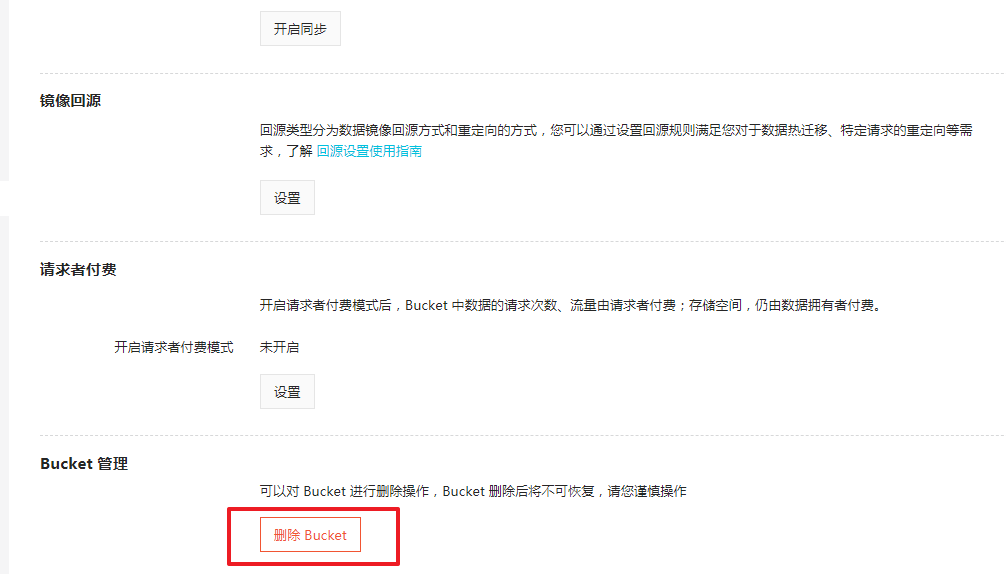 开启同步
镜像回源
回源类型分为数据镜像回源方式和重定向的方式，您可以通过设置回源规则满足您对于数据热迁移、特定请求的重定向等需
求，了解 回源设置使用指南
设置
请求者付费
开启请求者付费模式后，Bucket 中数据的请求次数、流量由请求者付费；存储空间，仍由数据拥有者付费。
开启请求者付费模式 未开启
设置
Bucket 管理
可以对 Bucket 进行删除操作，Bucket 删除后将不可恢复，请您谨慎操作
删除 Bucket